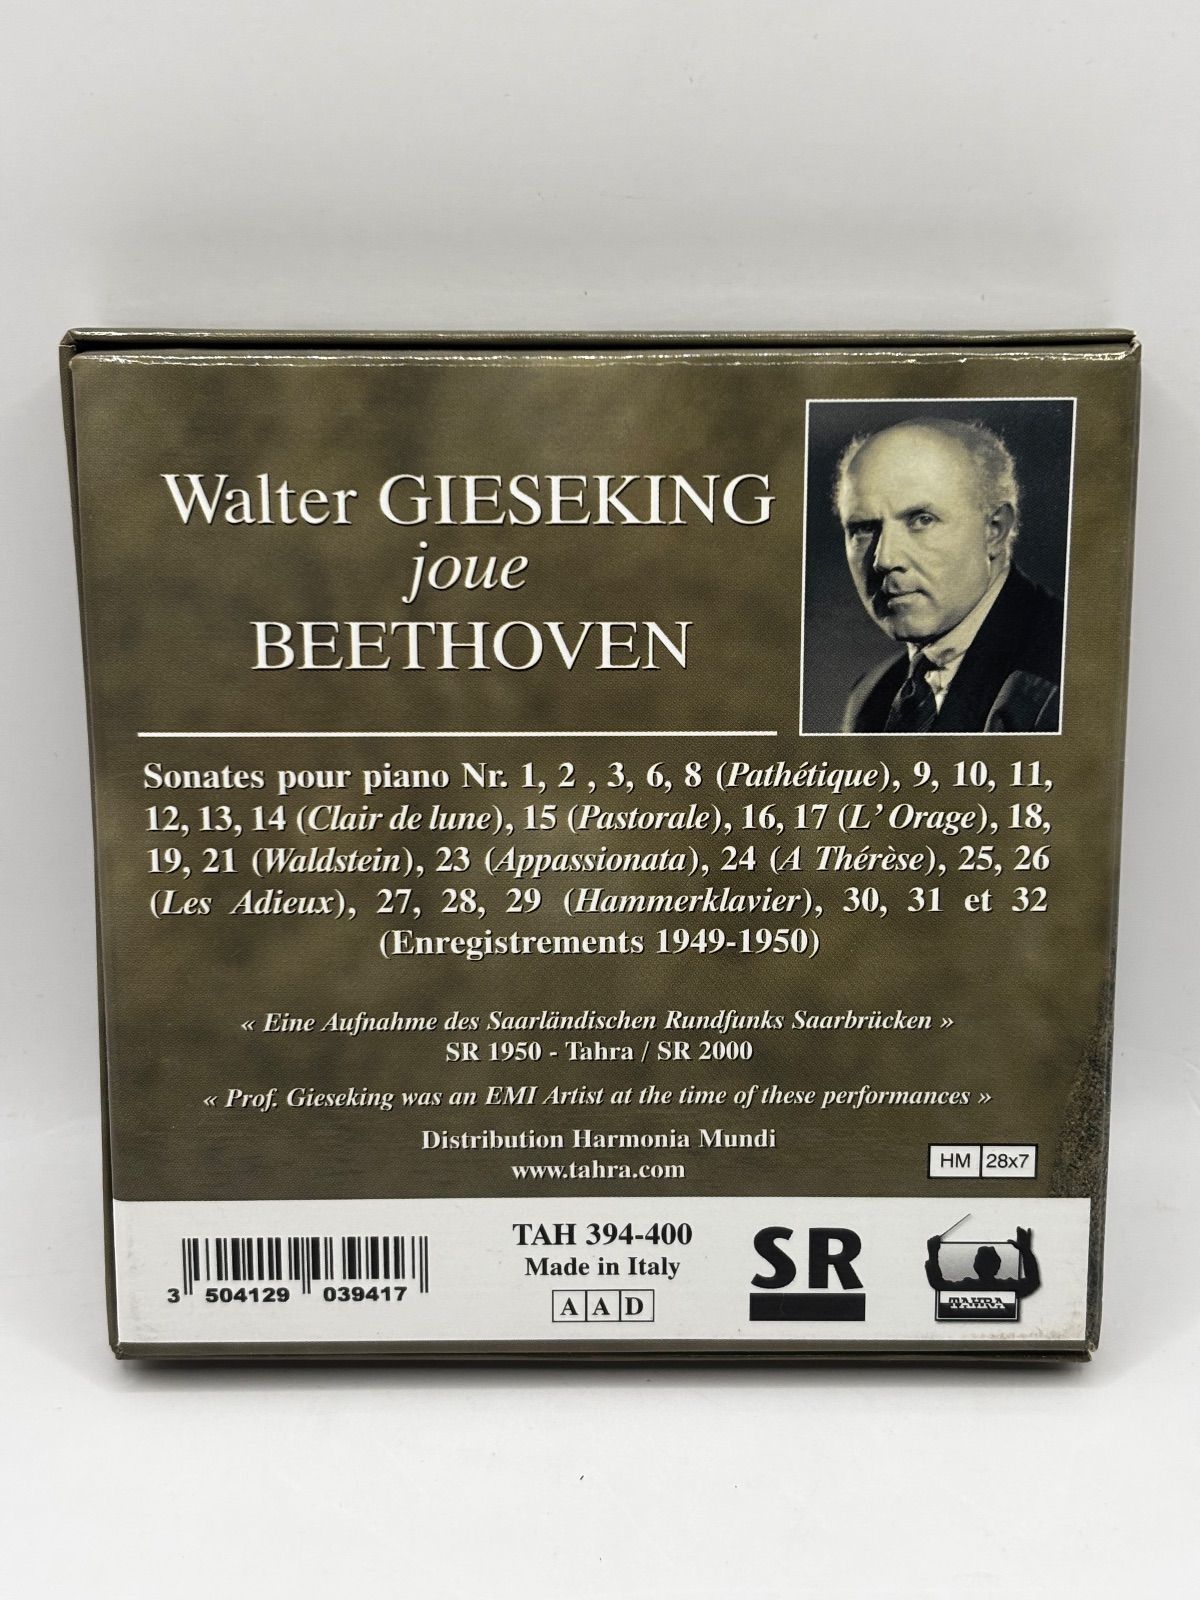 Walter GIESEKING
joue
BEETHOVEN
Sonates pour piano Nr. 1, 2 , 3, 6, 8 (Pathétique), 9, 10, 11,
12, 13, 14 (Clair de lune), 15 (Pastorale), 16, 17 (L' Orage), 18,
19, 21 (Waldstein), 23 (Appassionata), 24 (A Thérèse), 25, 26
(Les Adieux), 27, 28, 29 (Hammerklavier), 30, 31 et 32
(Enregistrements 1949-1950)
« Eine Aufnahme des Saarländischen Rundfunks Saarbrücken »
SR 1950 - Tahra / SR 2000
« Prof. Gieseking was an EMI Artist at the time of these performances »
Distribution Harmonia Mundi
www.tahra.com
HM 28x7
3 504129 039417
TAH 394-400
Made in Italy
A A D
SR
TAHRA